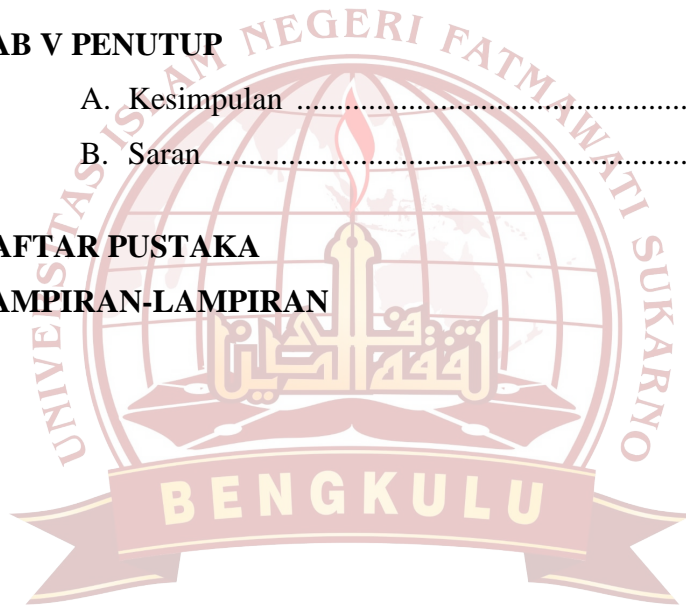 AB V PENUTUP
A. Kesimpulan ................................................
B. Saran ..........................................................
AFTAR PUSTAKA
AMPIRAN-LAMPIRAN
UNIVERSITAS ISLAM NEGERI FATMAWATI SUKARNO
BENGKULU